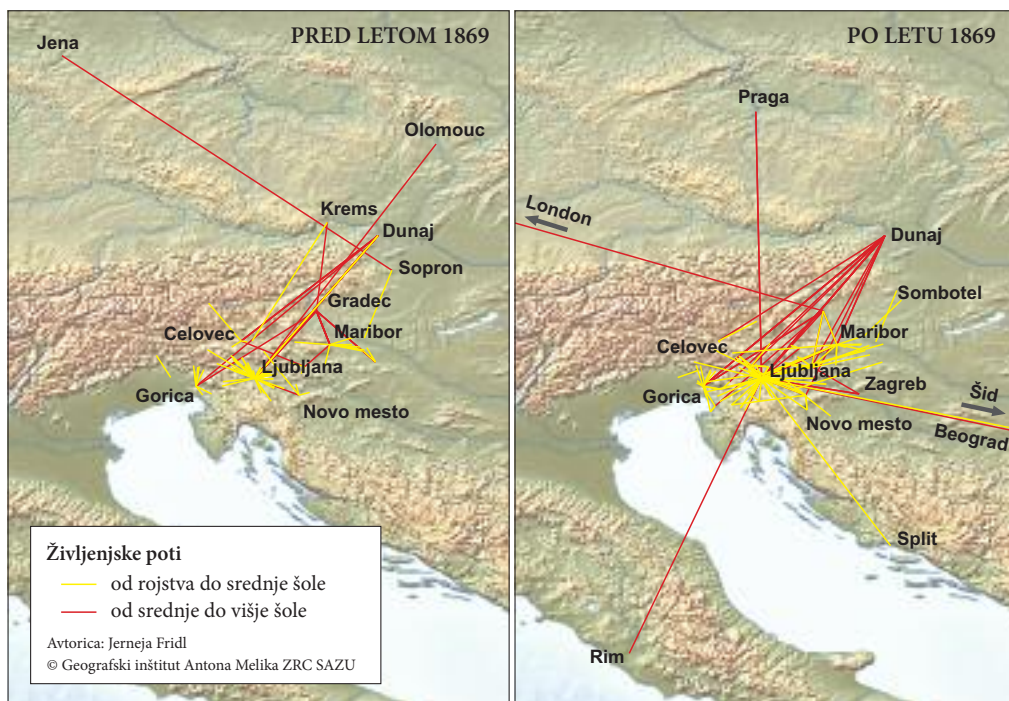 PRED LETOM 1869
Jena
Olomouc
Krems
Dunaj
Sopron
Gradec
Celovec
Maribor
Ljubljana
Gorica
Novo mesto
Življenjske poti
od rojstva do srednje šole
od srednje do višje šole
Avtorica: Jerneja Fridl
© Geografski inštitut Antona Melika ZRC SAZU
PO LETU 1869
Praga
London
Dunaj
Sombotel
Maribor
Celovec
Ljubljana
Zagreb
Gorica
Šid
Novo mesto
Beograd
Split
Rim